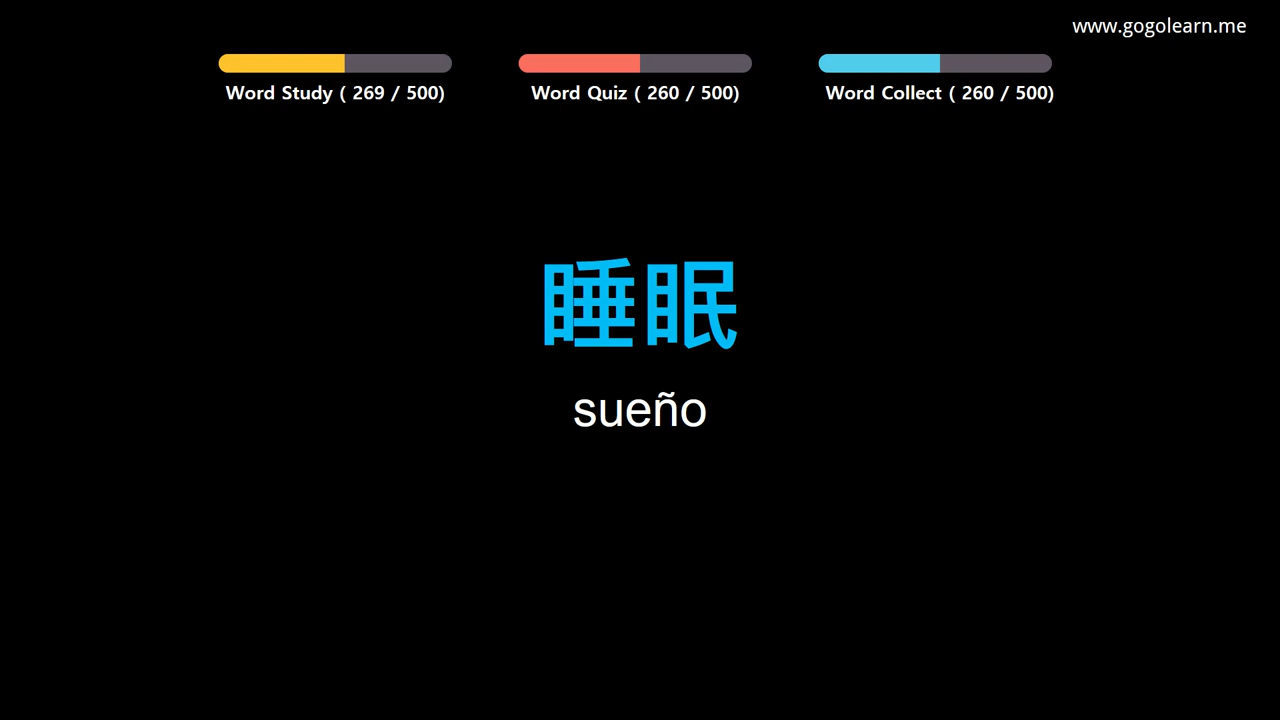 www.gogolearn.me
Word Study ( 269 / 500)
Word Quiz ( 260 / 500)
Word Collect ( 260 / 500)
睡眠
sueño